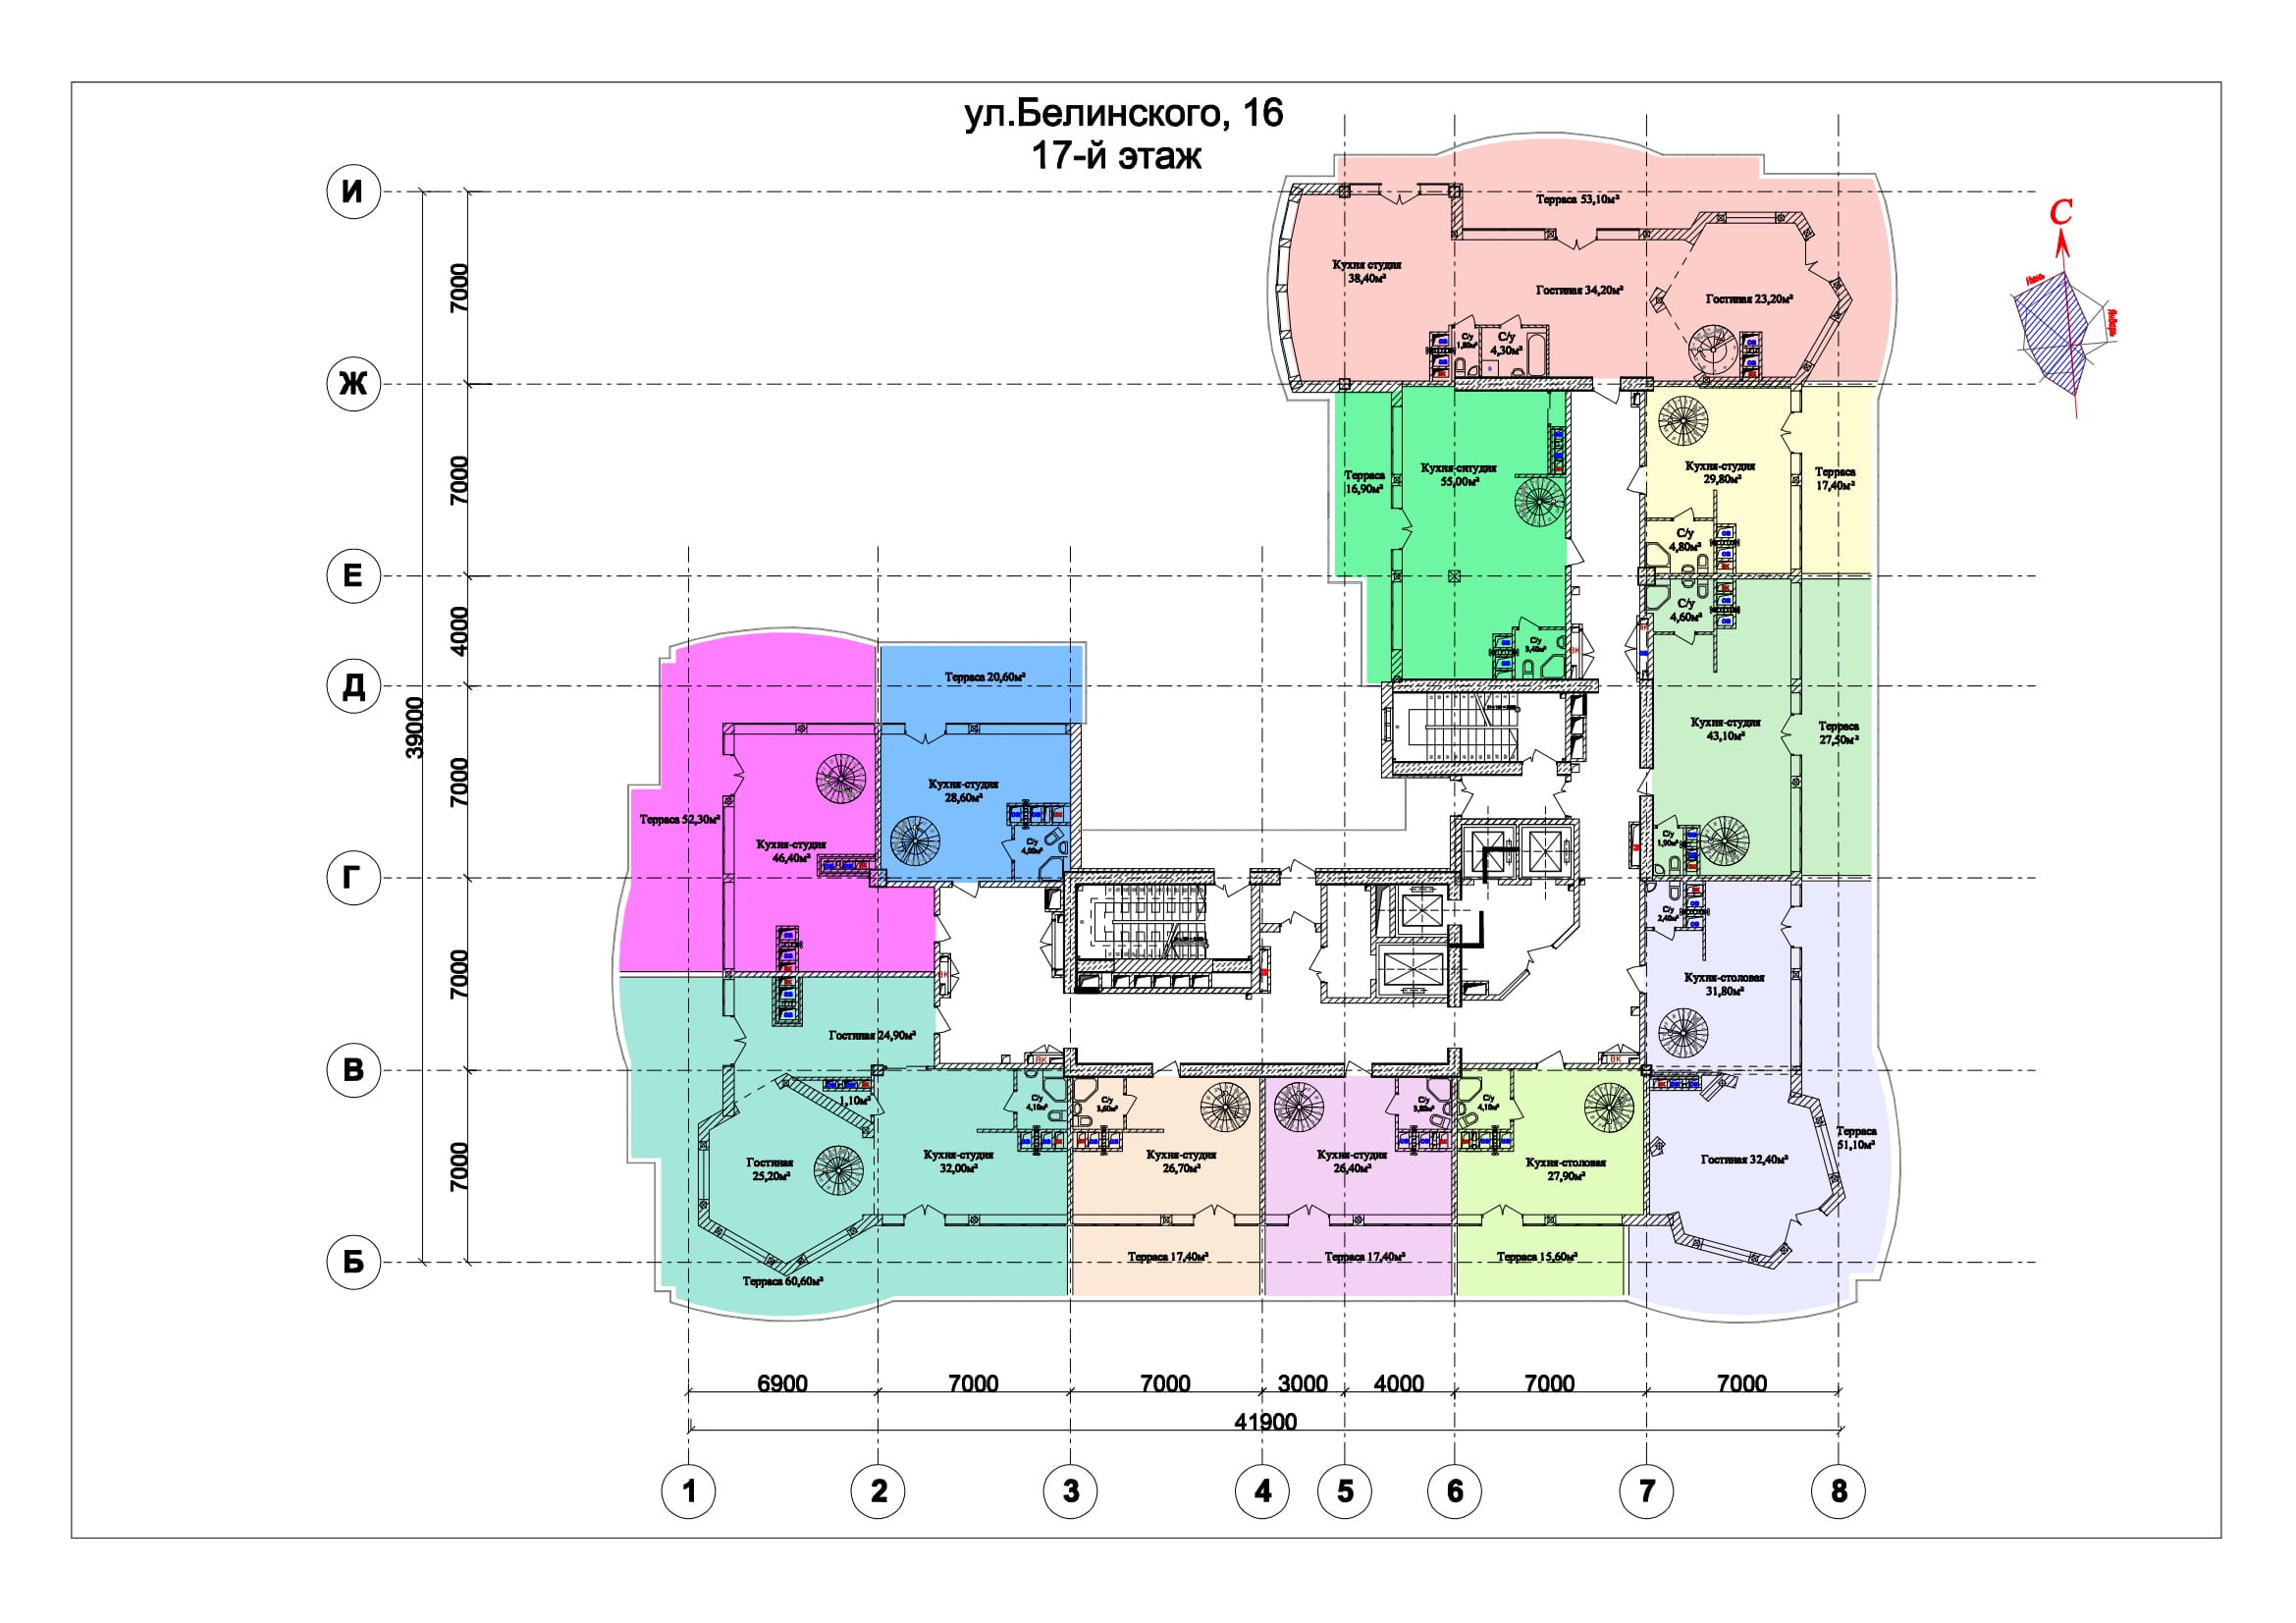 ул.Белинского, 16
17-й этаж
И
Ж
Е
Д
Г
В
Б
7000
7000
4000
7000
7000
7000
39000
С
Июнь
Январь
Терраса 53,10м²
Кухня студия
38,40м²
Гостиная 34,20м²
Гостиная 23,20м²
С/у
1,80м²
С/у
4,30м²
Терраса
16,90м²
Кухня-ситудия
55,00м²
С/у
3,40м²
Кухня-студия
29,80м²
Терраса
17,40м²
С/у
4,80м²
С/у
4,60м²
Кухня-студия
43,10м²
Терраса
27,50м²
С/у
1,90м²
С/у
2,40м²
Кухня-столовая
31,80м²
Терраса
51,10м²
Гостиная 32,40м²
Терраса 20,60м²
Кухня-студия
28,60м²
С/у
4,00м²
Терраса 52,30м²
Кухня-студия
46,40м²
Гостиная 24,90м²
1,10м²
Гостиная
25,20м²
С/у
4,10м²
Кухня-студия
32,00м²
Терраса 60,60м²
С/у
3,60м²
Кухня-студия
26,70м²
Терраса 17,40м²
С/у
3,80м²
Кухня-студия
26,40м²
Терраса 17,40м²
С/у
4,10м²
Кухня-столовая
27,90м²
Терраса 15,60м²
ВК
ВК
ВК
ВК
6900
7000
7000
3000
4000
7000
7000
41900
1
2
3
4
5
6
7
8